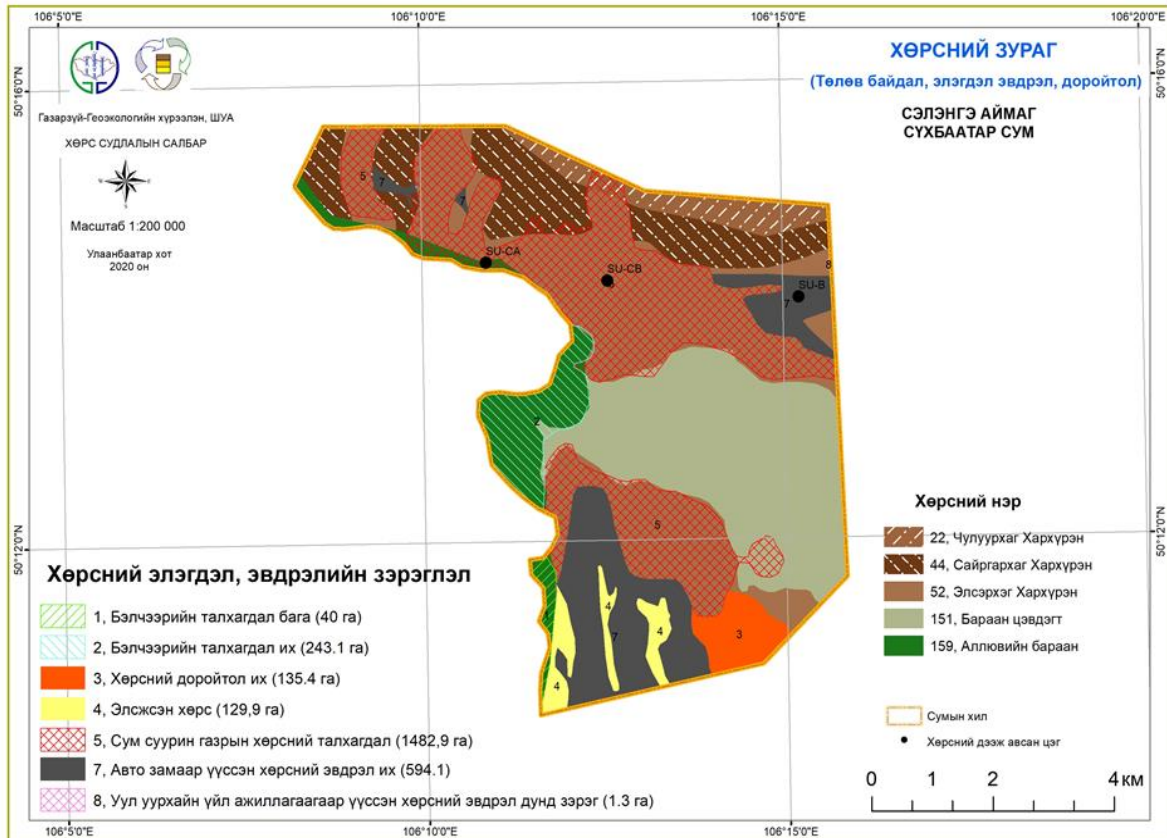 106°5'0"E
106°10'0"E
106°15'0"E
106°20'0"E
50°16'0"N
50°16'0"N
ХӨРСНИЙ ЗУРАГ
(Төлөв байдал, элэгдэл эвдрэл, доройтол)
СЭЛЭНГЭ АЙМАГ
СҮХБААТАР СУМ
Газарзүй-Геоэкологийн хүрээлэн, ШУА
ХӨРС СУДЛАЛЫН САЛБАР
Масштаб 1:200 000
Улаанбаатар хот
2020 он
5
7
7
SU-CA
SU-CB
8
SU-B
7
2
5
4
7
4
4
3
50°12'0"N
50°12'0"N
Хөрсний элэгдэл, эвдрэлийн зэрэглэл
1, Бэлчээрийн талхагдал бага (40 га)
2, Бэлчээрийн талхагдал их (243.1 га)
3, Хөрсний доройтол их (135.4 га)
4, Элсжсэн хөрс (129,9 га)
5, Сум суурин газрын хөрсний талхагдал (1482,9 га)
7, Авто замаар үүссэн хөрсний эвдрэл их (594.1)
8, Уул уурхайн үйл ажиллагаагаар үүссэн хөрсний эвдрэл дунд зэрэг (1.3 га)
Хөрсний нэр
22, Чулуурхаг Хархүрэн
44, Сайргархаг Хархүрэн
52, Элсэрхэг Хархүрэн
151, Бараан цэвдэгт
159, Аллювийн бараан
Сумын хил
Хөрсний дээж авсан цэг
0 1 2 4 км
106°5'0"E
106°10'0"E
106°15'0"E